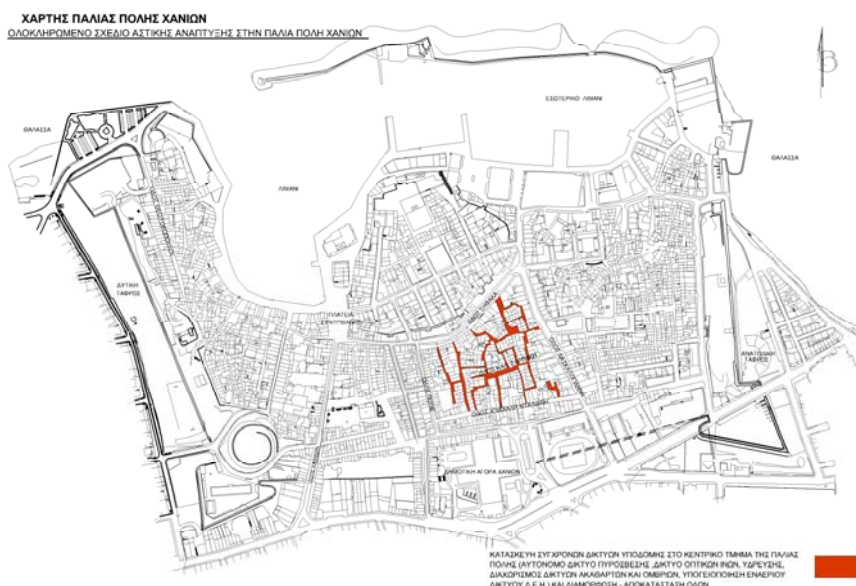 ΧΑΡΤΗΣ ΠΑΛΙΑΣ ΠΟΛΗΣ ΧΑΝΙΩΝ
ΟΛΟΚΛΗΡΩΜΕΝΟ ΣΧΕΔΙΟ ΑΣΤΙΚΗΣ ΑΝΑΠΤΥΞΗΣ ΣΤΗΝ ΠΑΛΙΑ ΠΟΛΗ ΧΑΝΙΩΝ
ΕΣΩΤΕΡΙΚΟ ΛΙΜΑΝΙ
ΘΑΛΑΣΣΑ
ΘΑΛΑΣΣΑ
ΛΙΜΑΝΙ
ΔΥΤΙΚΗ
ΤΑΦΡΟΣ
ΠΛΑΤΕΙΑ
ΑΝΑΤΟΛΙΚΗ
ΤΑΦΡΟΣ
ΔΗΜΟΤΙΚΗ ΑΓΟΡΑ ΧΑΝΙΩΝ
ΚΑΤΑΣΚΕΥΗ ΣΥΓΧΡΟΝΩΝ ΔΙΚΤΥΩΝ ΥΠΟΔΟΜΗΣ ΣΤΟ ΚΕΝΤΡΙΚΟ ΤΜΗΜΑ ΤΗΣ ΠΑΛΙΑΣ
ΠΟΛΗΣ (ΑΥΤΟΝΟΜΟ ΔΙΚΤΥΟ ΠΥΡΟΣΒΕΣΗΣ ,ΔΙΚΤΥΟ ΟΠΤΙΚΩΝ ΙΝΩΝ, ΥΔΡΕΥΣΗΣ,
ΔΙΑΧΩΡΙΣΜΟΣ ΔΙΚΤΥΩΝ ΑΚΑΘΑΡΤΩΝ ΚΑΙ ΟΜΒΡΙΩΝ, ΥΠΟΓΕΙΟΠΟΙΗΣΗ ΕΝΑΕΡΙΟΥ
ΔΙΚΤΥΟΥ Δ.Ε.Η.) ΚΑΙ ΔΙΑΜΟΡΦΩΣΗ - ΑΠΟΚΑΤΑΣΤΑΣΗ ΟΔΩΝ